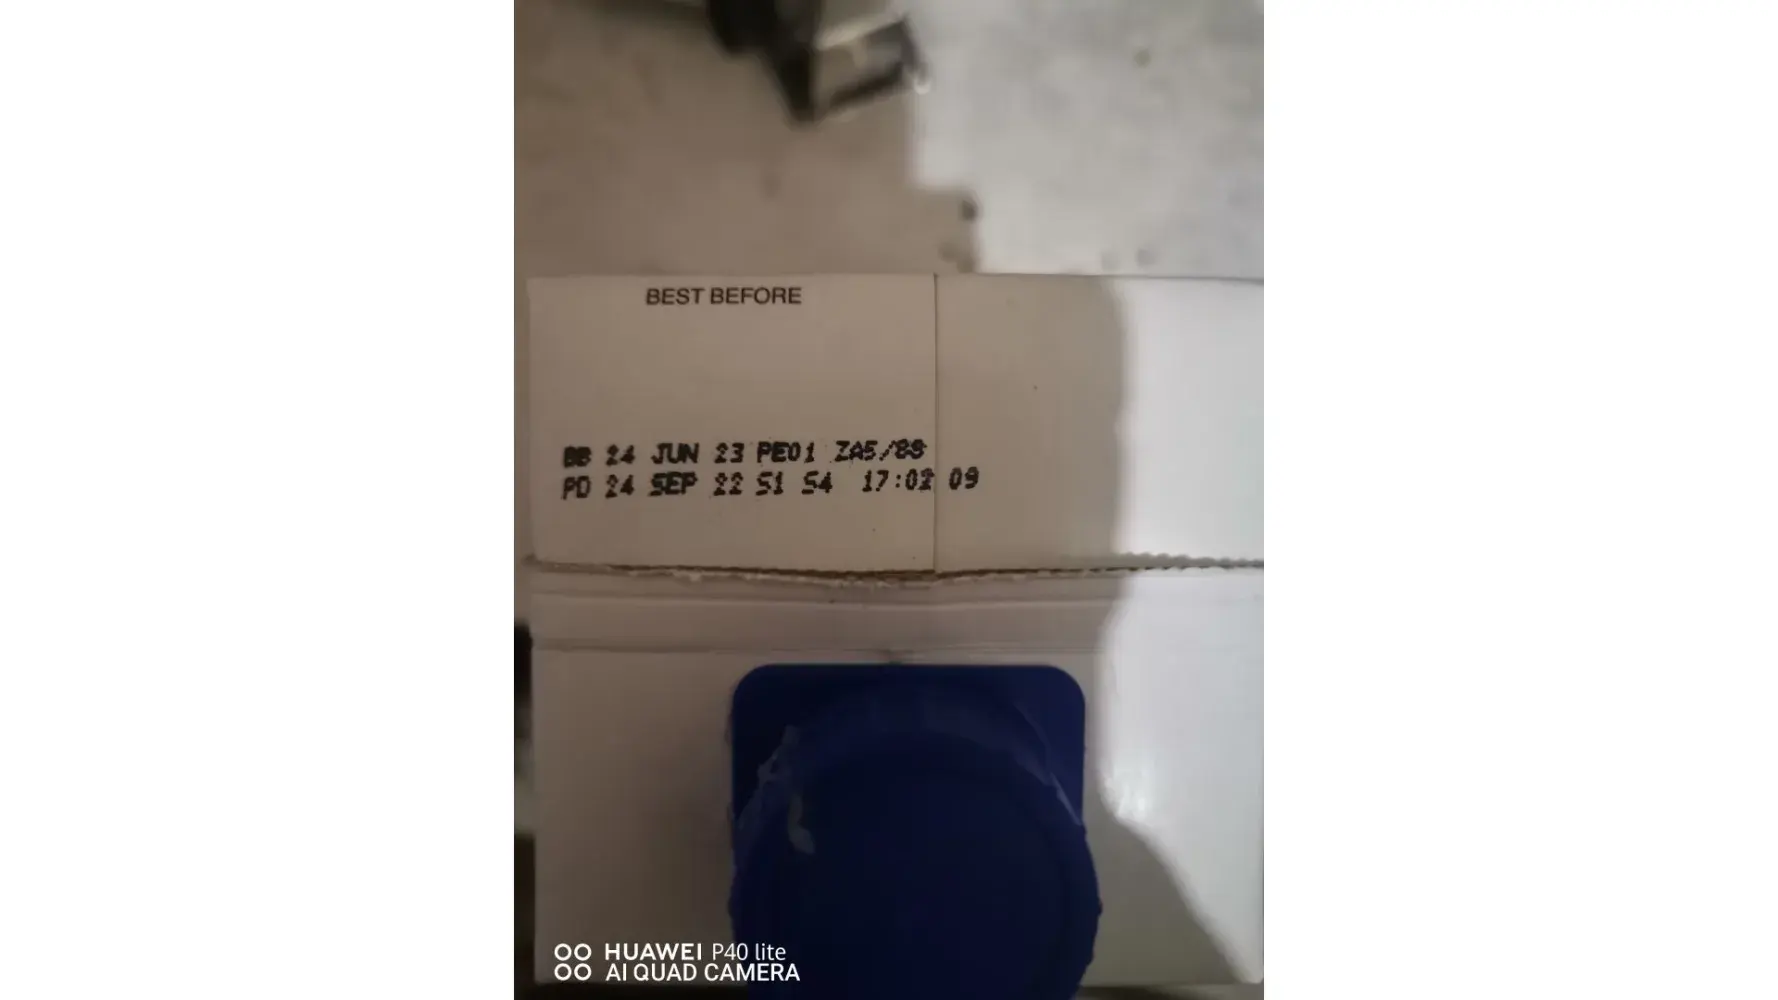 BEST BEFORE
BB 24 JUN 23 PE01 ZA5/88
PD 24 SEP 22 S1 S4 17:02 09
HUAWEI P40 lite
AI QUAD CAMERA